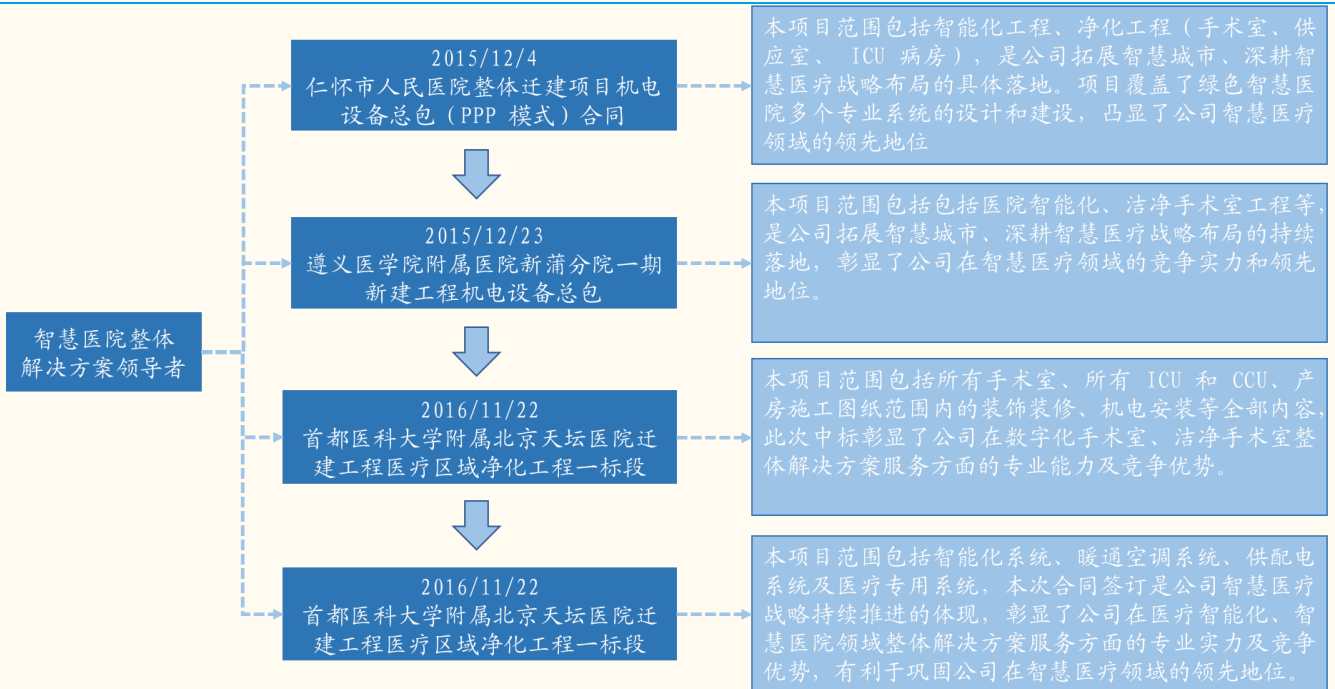 智慧医院整体
解决方案领导者
2015/12/4
仁怀市人民医院整体迁建项目机电
设备总包（PPP 模式）合同
本项目范围包括智能化工程、净化工程（手术室、供
应室、 ICU 病房），是公司拓展智慧城市、深耕智
慧医疗战略布局的具体落地。项目覆盖了绿色智慧医
院多个专业系统的设计和建设，凸显了公司智慧医疗
领域的领先地位
2015/12/23
遵义医学院附属医院新蒲分院一期
新建工程机电设备总包
本项目范围包括包括医院智能化、洁净手术室工程等，
是公司拓展智慧城市、深耕智慧医疗战略布局的持续
落地，彰显了公司在智慧医疗领域的竞争实力和领先
地位。
2016/11/22
首都医科大学附属北京天坛医院迁
建工程医疗区域净化工程一标段
本项目范围包括所有手术室、所有 ICU 和 CCU、产
房施工图纸范围内的装饰装修、机电安装等全部内容，
此次中标彰显了公司在数字化手术室、洁净手术室整
体解决方案服务方面的专业能力及竞争优势。
2016/11/22
首都医科大学附属北京天坛医院迁
建工程医疗区域净化工程一标段
本项目范围包括智能化系统、暖通空调系统、供配电
系统及医疗专用系统，本次合同签订是公司智慧医疗
战略持续推进的体现，彰显了公司在医疗智能化、智
慧医院领域整体解决方案服务方面的专业实力及竞争
优势，有利于巩固公司在智慧医疗领域的领先地位。